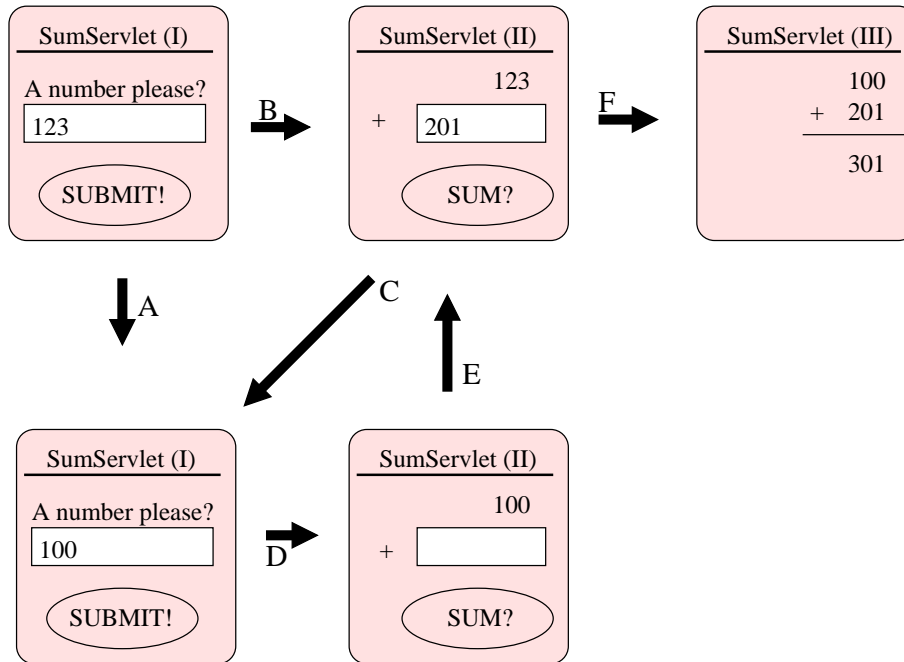 SumServlet (I)
A number please?
123
SUBMIT!
B
SumServlet (II)
123
+ 201
SUM?
F
SumServlet (III)
100
+ 201
301
A
C
E
SumServlet (I)
A number please?
100
SUBMIT!
D
SumServlet (II)
100
+
SUM?